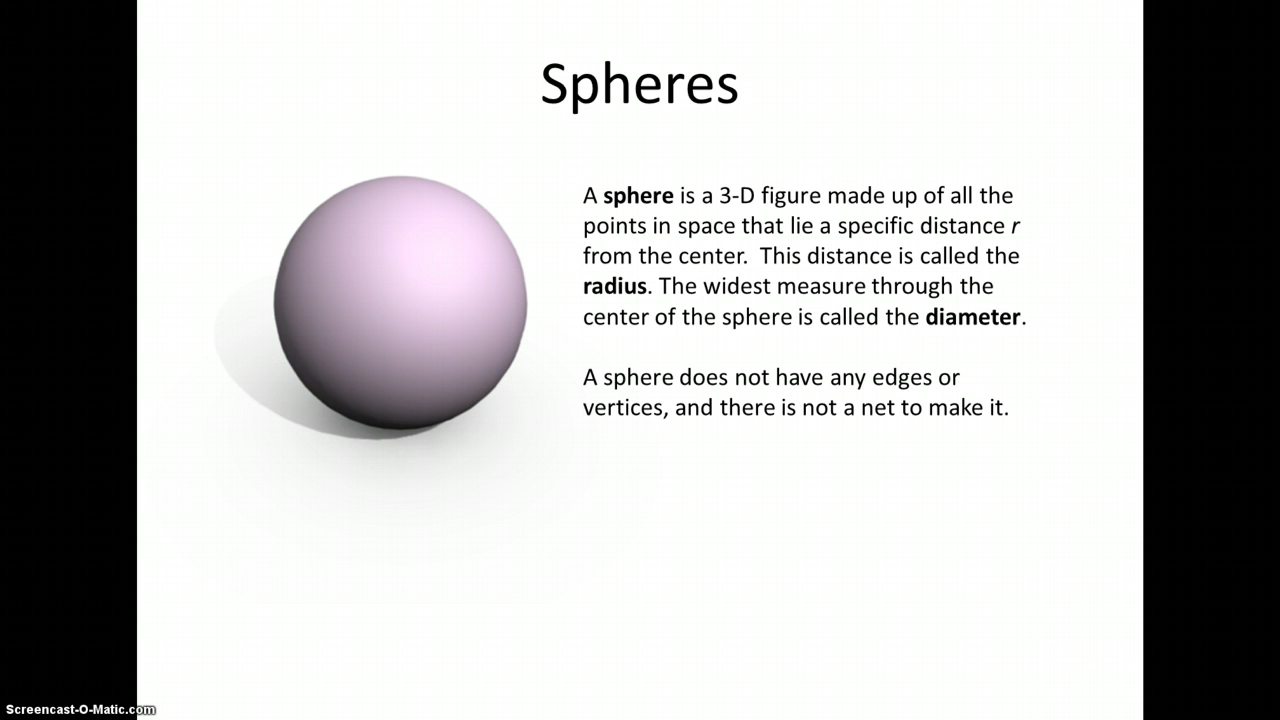 Spheres
A sphere is a 3-D figure made up of all the
points in space that lie a specific distance r
from the center.  This distance is called the
radius. The widest measure through the
center of the sphere is called the diameter.
A sphere does not have any edges or
vertices, and there is not a net to make it.
Screencast-O-Matic.com